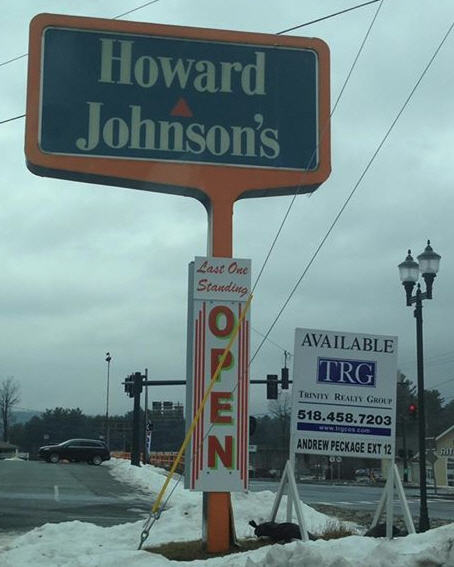 Howard
Johnson's
Last One
Standing
OPEN
AVAILABLE
TRG
TRINITY REALTY GROUP
518.458.7203
www.trgcos.com
ANDREW PECKAGE EXT 12